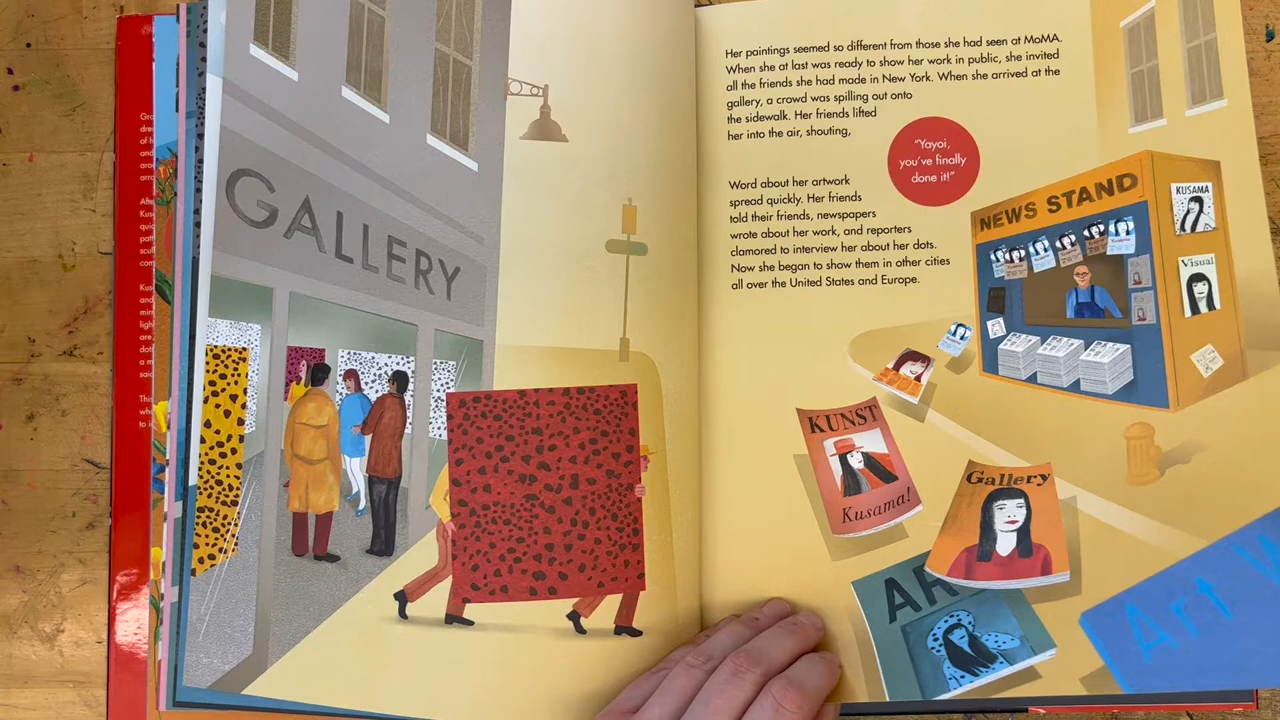 GALLERY
Her paintings seemed so different from those she had seen at MoMA.
When she at last was ready to show her work in public, she invited
all the friends she had made in New York. When she arrived at the
gallery, a crowd was spilling out onto
the sidewalk. Her friends lifted
her into the air, shouting,
“Yayoi,
you’ve finally
done it!”
Word about her artwork
spread quickly. Her friends
told their friends, newspapers
wrote about her work, and reporters
clamored to interview her about her dots.
Now she began to show them in other cities
all over the United States and Europe.
NEWS STAND
KUSAMA
Visual
KUNST
Kusama!
Gallery
Art